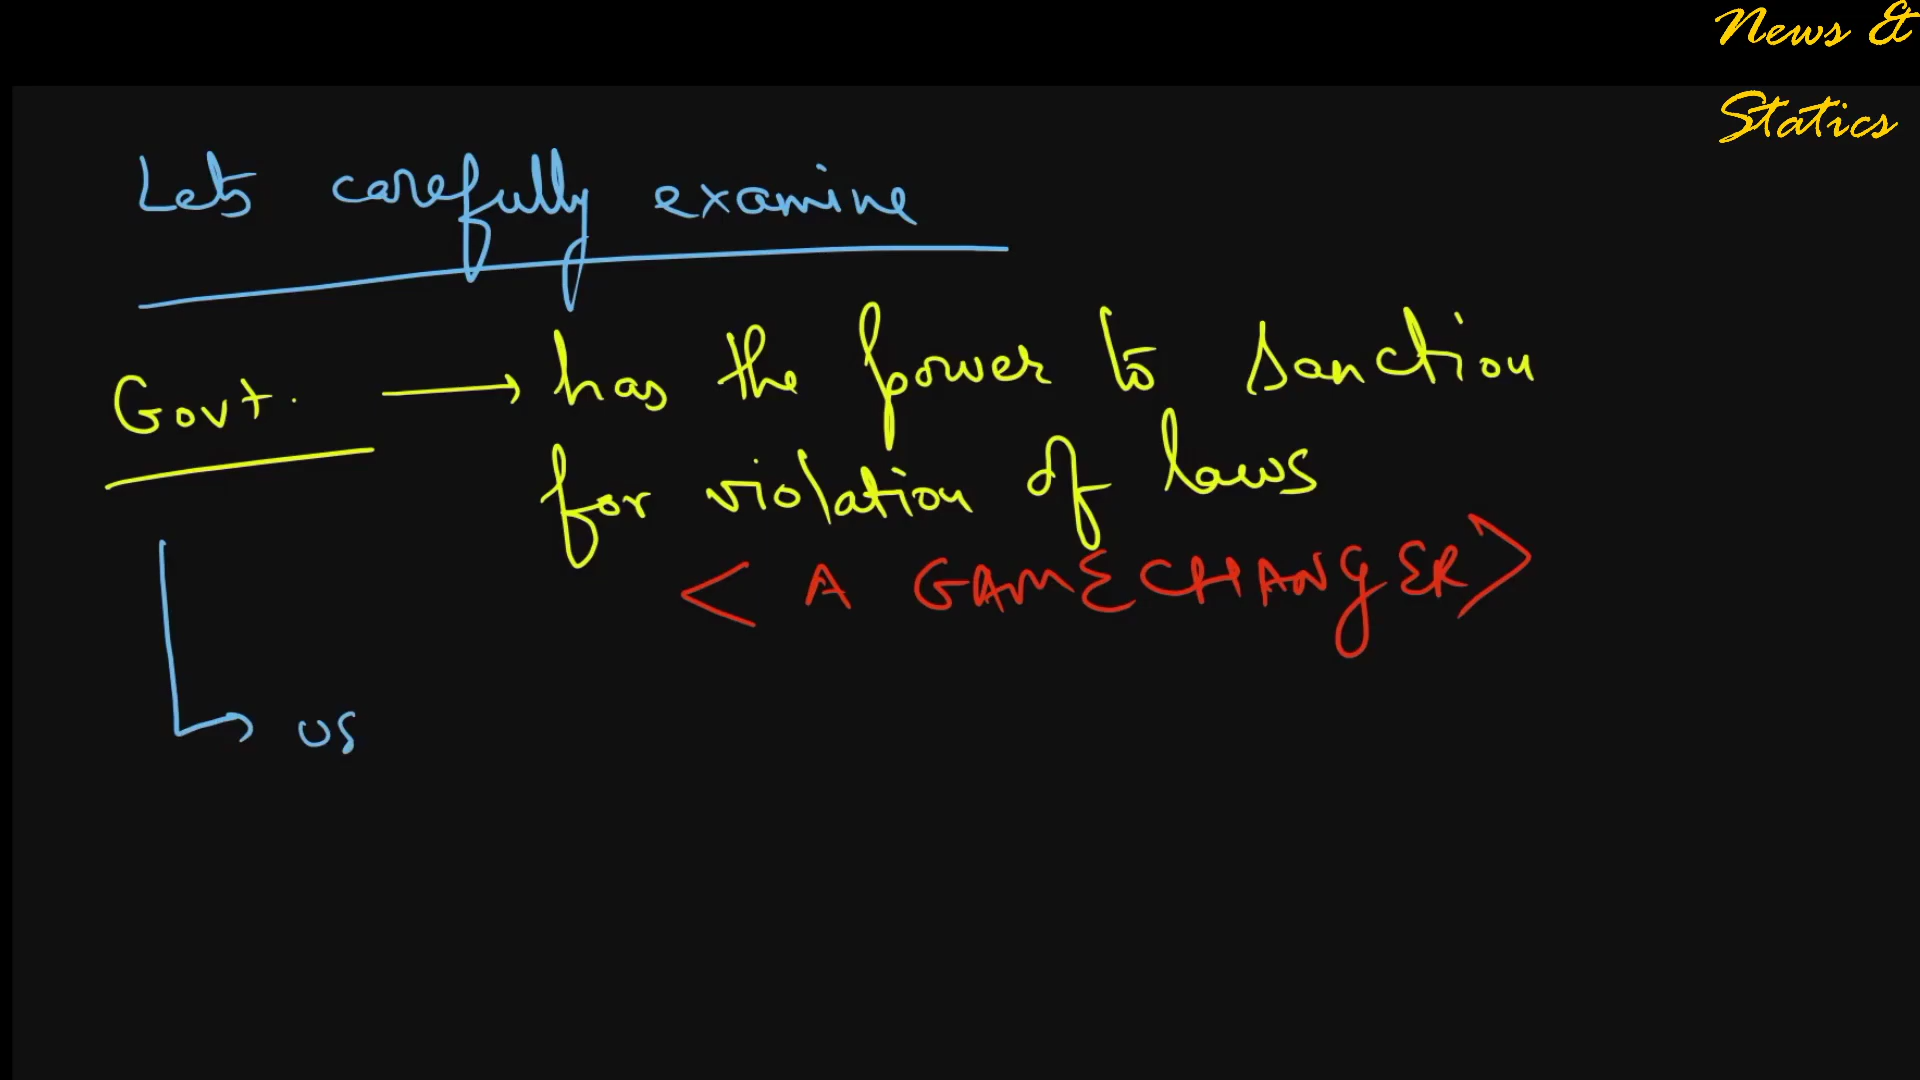 News &
Statics
Lets carefully examine
Govt. → has the power to sanction
for violation of laws
< A GAMECHANGER >
us